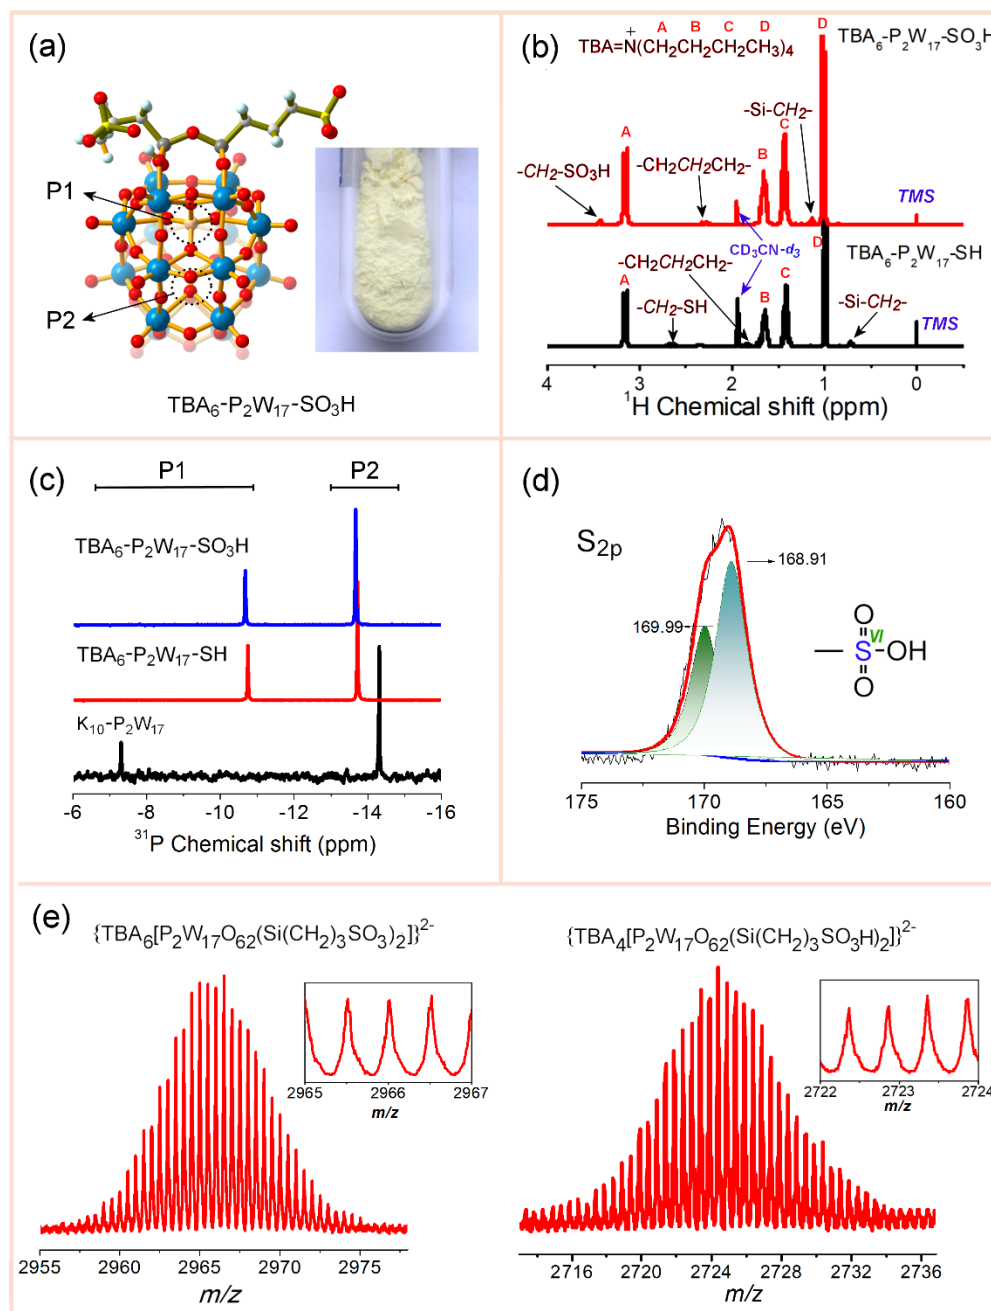 (a)
P1
P2
TBA₆-P₂W₁₇-SO₃H
(b)
A B C D
TBA=N⁺(CH₂CH₂CH₂CH₃)₄
D
TBA₆-P₂W₁₇-SO₃H
-Si-CH₂-
A
C
B
-CH₂-SO₃H
-CH₂CH₂CH₂-
TMS
CD₃CN-d₃
D
TBA₆-P₂W₁₇-SH
-CH₂CH₂CH₂-
A
C
B
-CH₂-SH
-Si-CH₂-
TMS
4 3 2 1 0
¹H Chemical shift (ppm)
(c)
P1
P2
TBA₆-P₂W₁₇-SO₃H
TBA₆-P₂W₁₇-SH
K₁₀-P₂W₁₇
-6 -8 -10 -12 -14 -16
³¹P Chemical shift (ppm)
(d)
S₂ₚ
168.91
169.99
O
VI
S-OH
O
175 170 165 160
Binding Energy (eV)
(e)
{TBA₆[P₂W₁₇O₆₂(Si(CH₂)₃SO₃)₂]}²⁻
2965 2966 2967
m/z
2955 2960 2965 2970 2975
m/z
{TBA₄[P₂W₁₇O₆₂(Si(CH₂)₃SO₃H)₂]}²⁻
2722 2723 2724
m/z
2716 2720 2724 2728 2732 2736
m/z